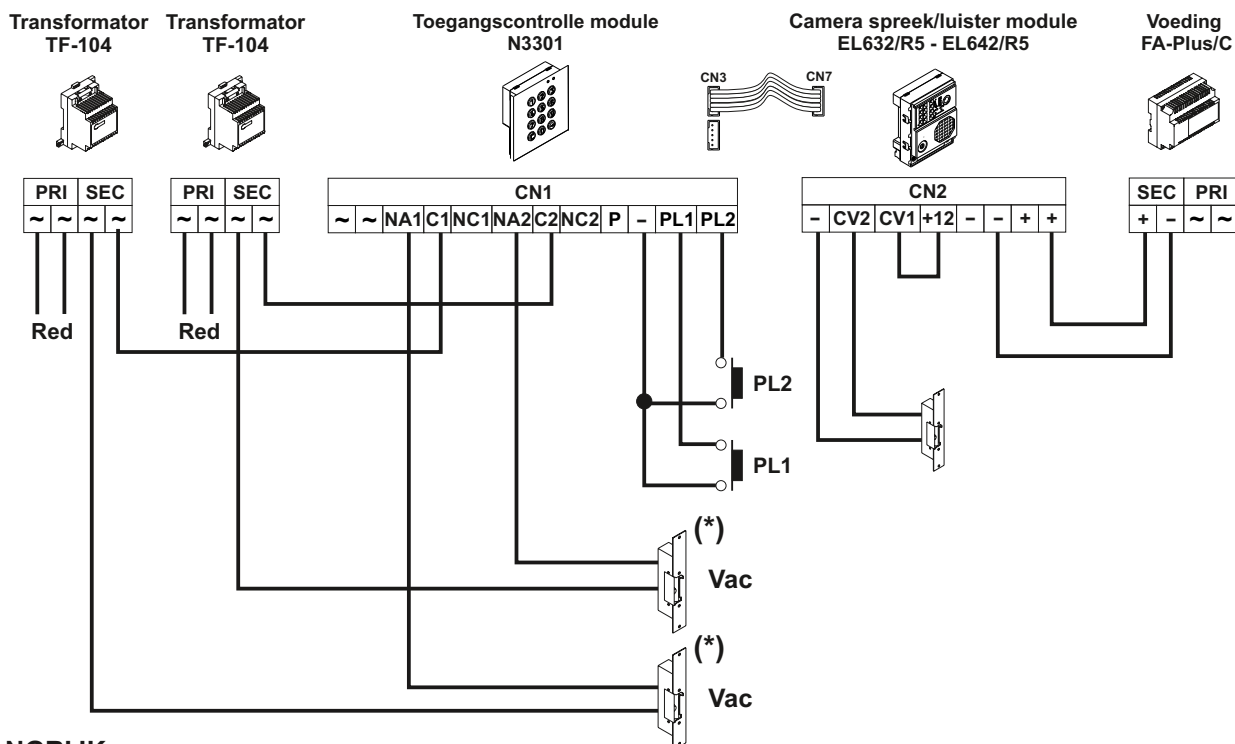 Transformator
TF-104
Transformator
TF-104
Toegangscontrolle module
N3301
Camera spreek/luister module
EL632/R5 - EL642/R5
Voeding
FA-Plus/C
CN3
CN7
PRI SEC
~ ~ ~ ~
PRI SEC
~ ~ ~ ~
CN1
~ ~ NA1 C1 NC1 NA2 C2 NC2 P – PL1 PL2
CN2
– CV2 CV1 +12 – – + +
SEC PRI
+ – ~ ~
Red
Red
PL2
PL1
(*)
Vac
(*)
Vac